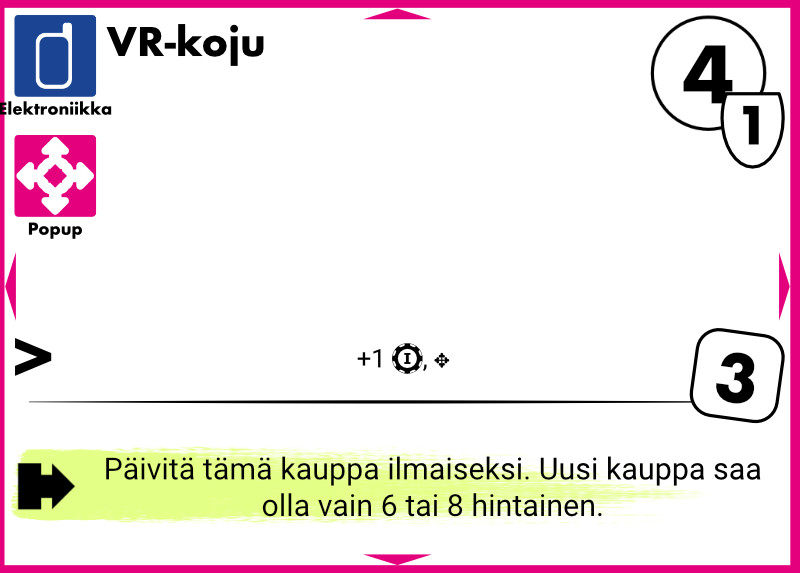 VR-koju
4
1
Elektroniikka
Popup
> +1 I,
3
Päivitä tämä kauppa ilmaiseksi. Uusi kauppa saa
olla vain 6 tai 8 hintainen.